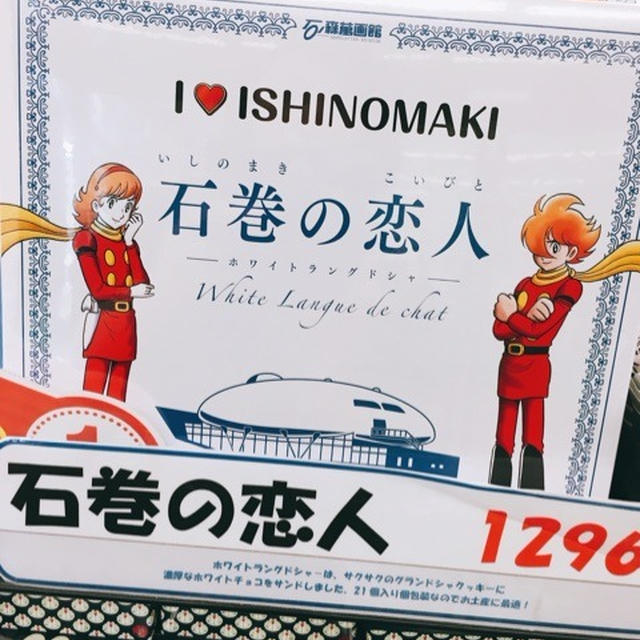 石ノ森萬画館
I❤ISHINOMAKI
いしのまき こいびと
石巻の恋人
ホワイトラングドシャ
White Langue de chat
1
石巻の恋人
1296
ホワイトラングドシャーは、サクサクのグランドシャクッキーに
濃厚なホワイトチョコをサンドしました。21個入り個包装なのでお土産に最適！